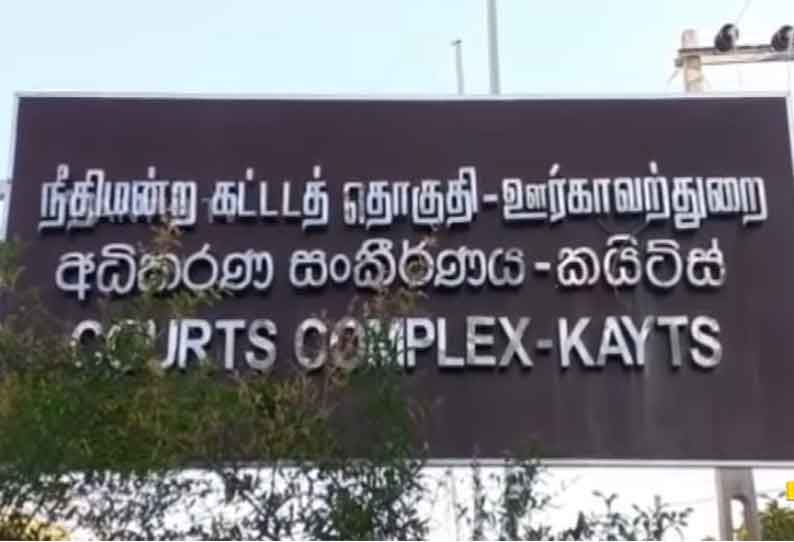 நீதிமன்ற கட்டடத் தொகுதி - ஊர்காவற்துறை
අධිකරණ සංකීර්ණය - කයිට්ස්
COURTS COMPLEX-KAYTS